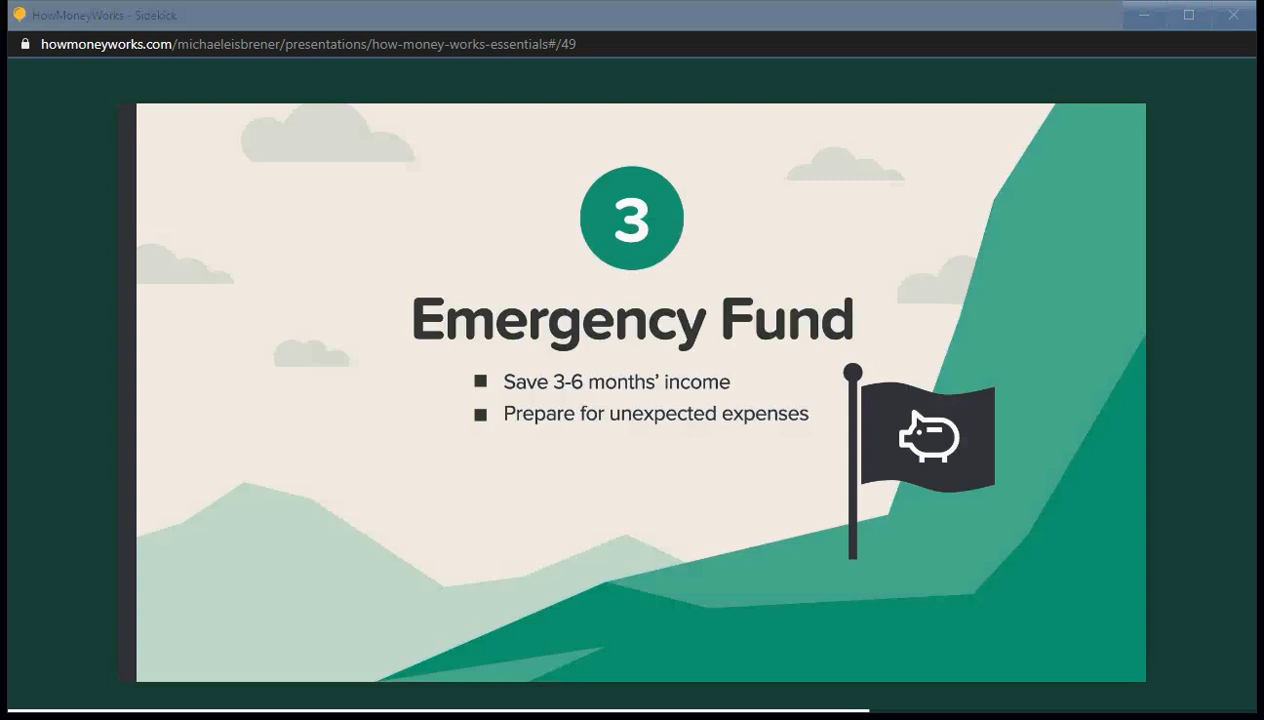 HowMoneyWorks - Sidekick
howmoneyworks.com/michaeleisbrener/presentations/how-money-works-essentials#/49
3
Emergency Fund
Save 3-6 months' income
Prepare for unexpected expenses